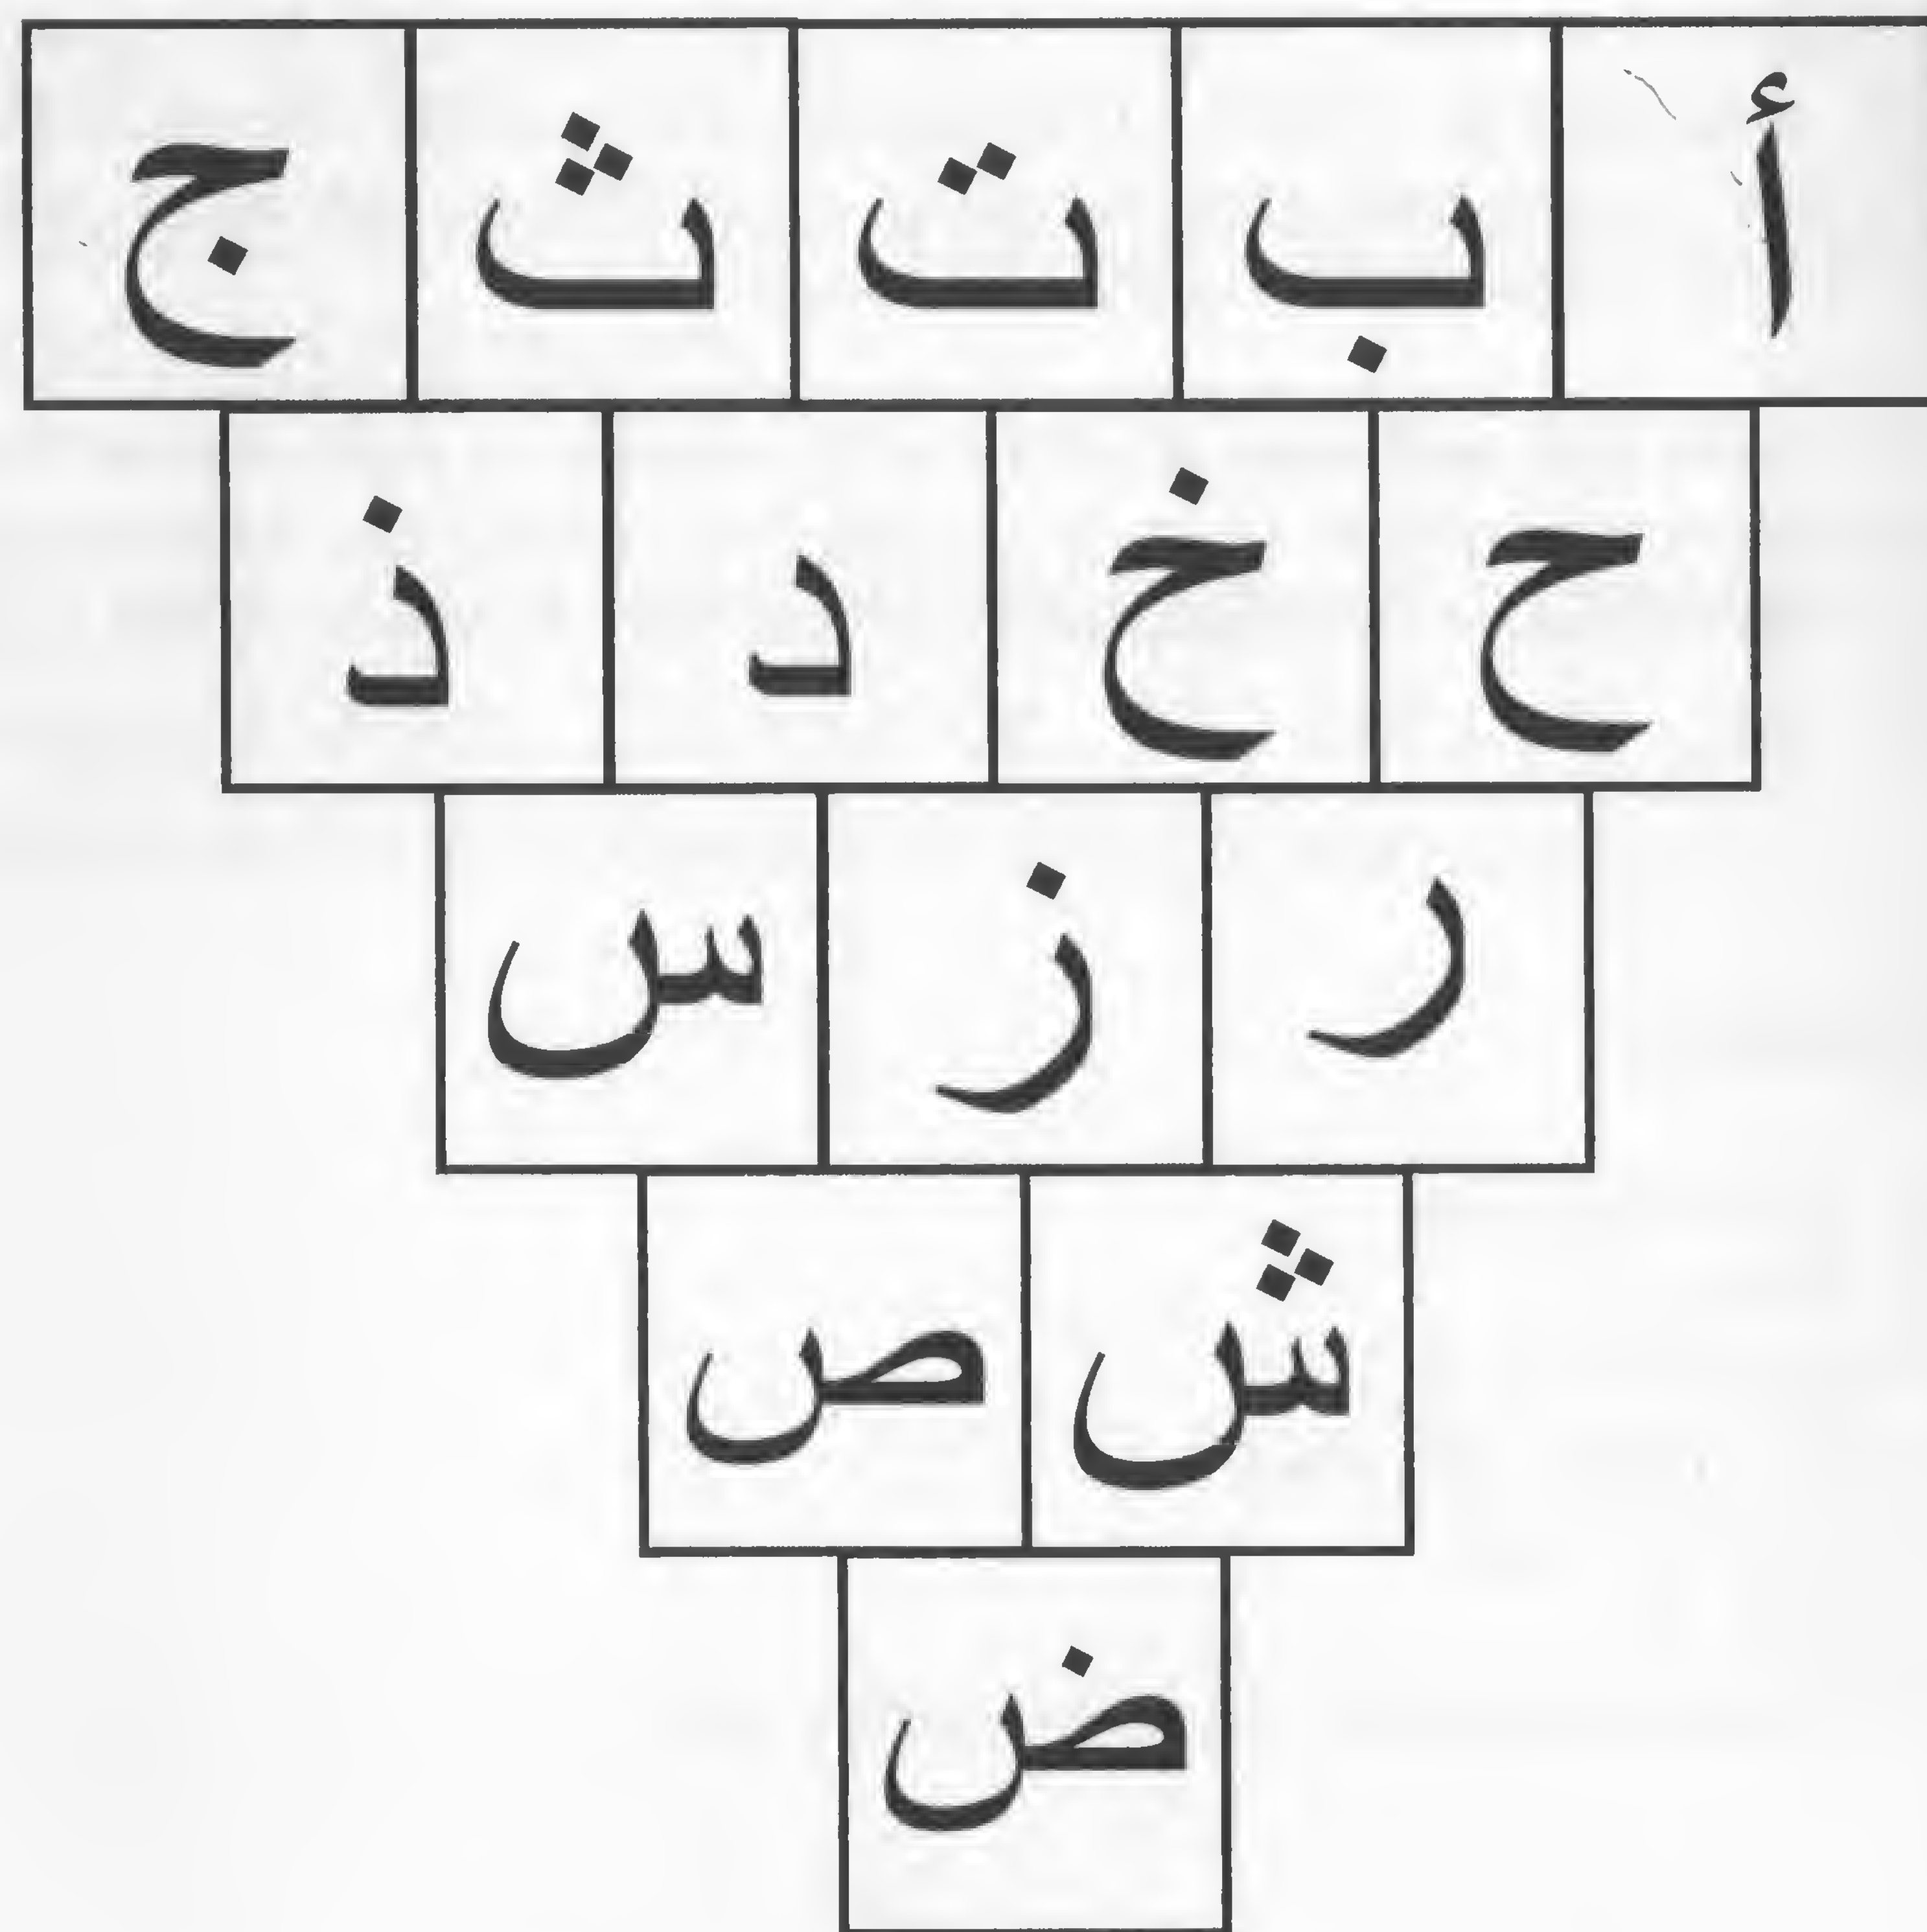 أ ب ت ث ج
ح خ د ذ
ر ز س
ش ص
ض